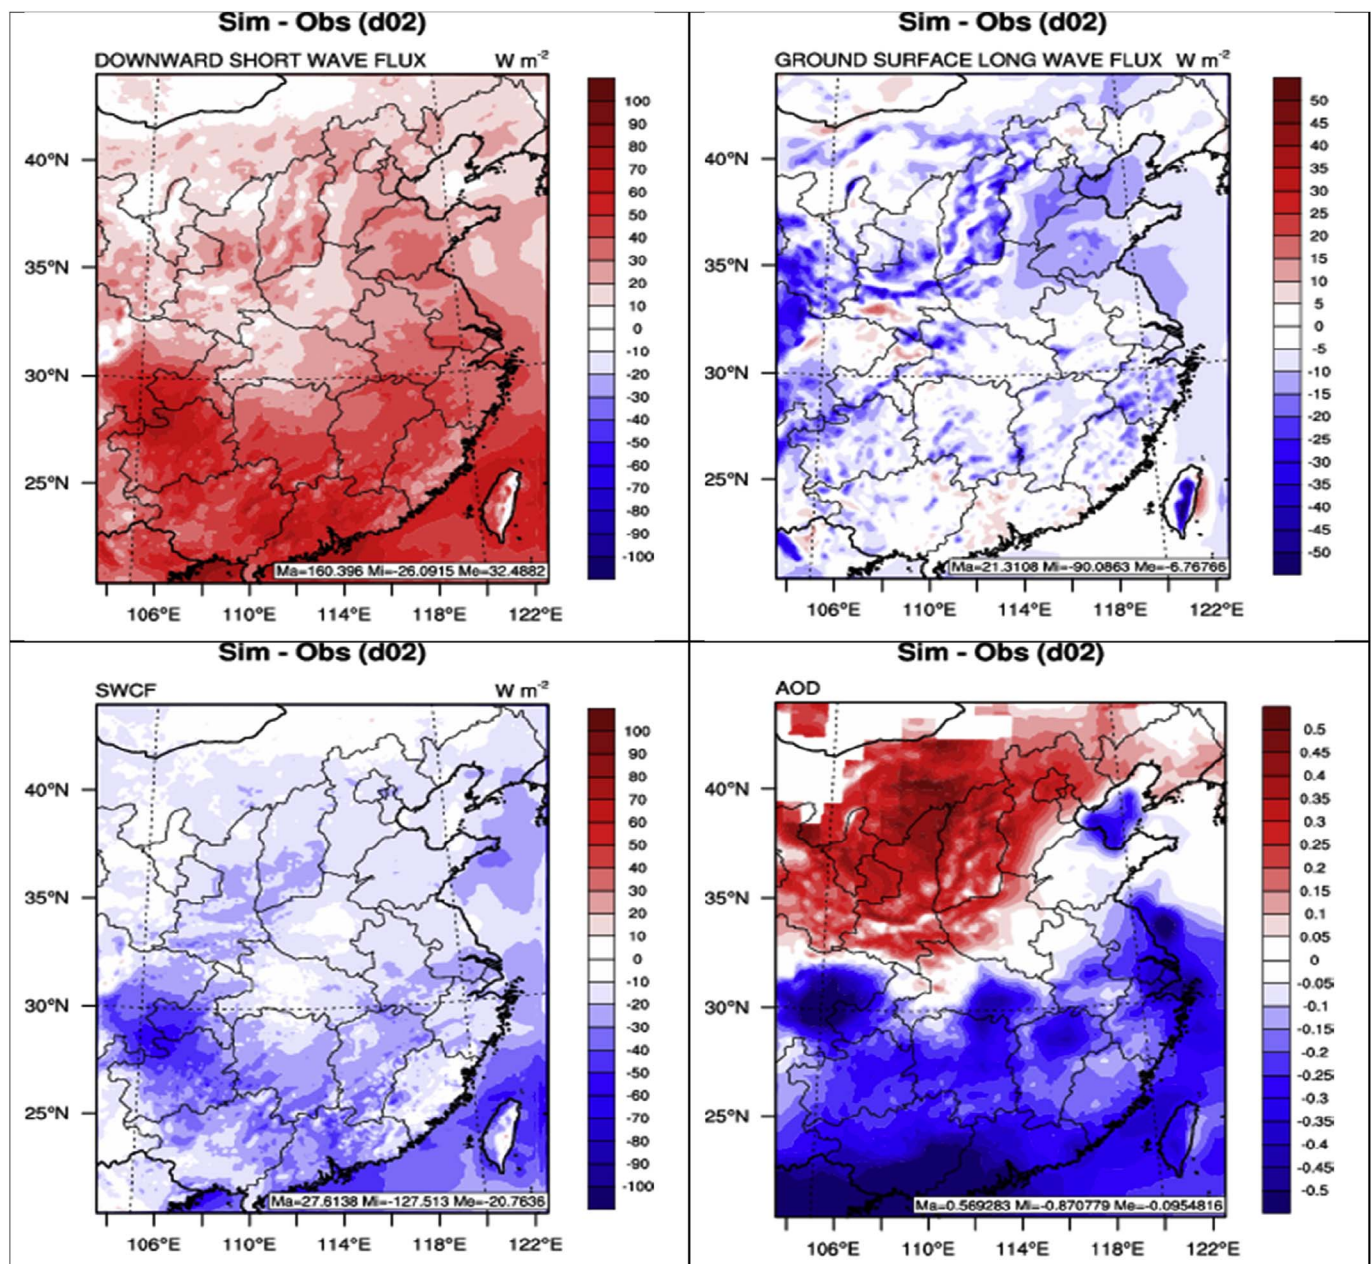 Sim - Obs (d02)
DOWNWARD SHORT WAVE FLUX W m-2
100
90
80
70
60
50
40
30
20
10
0
-10
-20
-30
-40
-50
-60
-70
-80
-90
-100
40°N
35°N
30°N
25°N
Ma=160.396 Mi=-26.0915 Me=32.4882
106°E 110°E 114°E 118°E 122°E
Sim - Obs (d02)
GROUND SURFACE LONG WAVE FLUX W m-2
50
45
40
35
30
25
20
15
10
5
0
-5
-10
-15
-20
-25
-30
-35
-40
-45
-50
40°N
35°N
30°N
25°N
Ma=21.3108 Mi=-90.0863 Me=-6.76766
106°E 110°E 114°E 118°E 122°E
Sim - Obs (d02)
SWCF W m-2
100
90
80
70
60
50
40
30
20
10
0
-10
-20
-30
-40
-50
-60
-70
-80
-90
-100
40°N
35°N
30°N
25°N
Ma=27.6138 Mi=-127.513 Me=-20.7636
106°E 110°E 114°E 118°E 122°E
Sim - Obs (d02)
AOD
0.5
0.45
0.4
0.35
0.3
0.25
0.2
0.15
0.1
0.05
0
-0.05
-0.1
-0.15
-0.2
-0.25
-0.3
-0.35
-0.4
-0.45
-0.5
40°N
35°N
30°N
25°N
Ma=0.569283 Mi=-0.870779 Me=-0.0954816
106°E 110°E 114°E 118°E 122°E